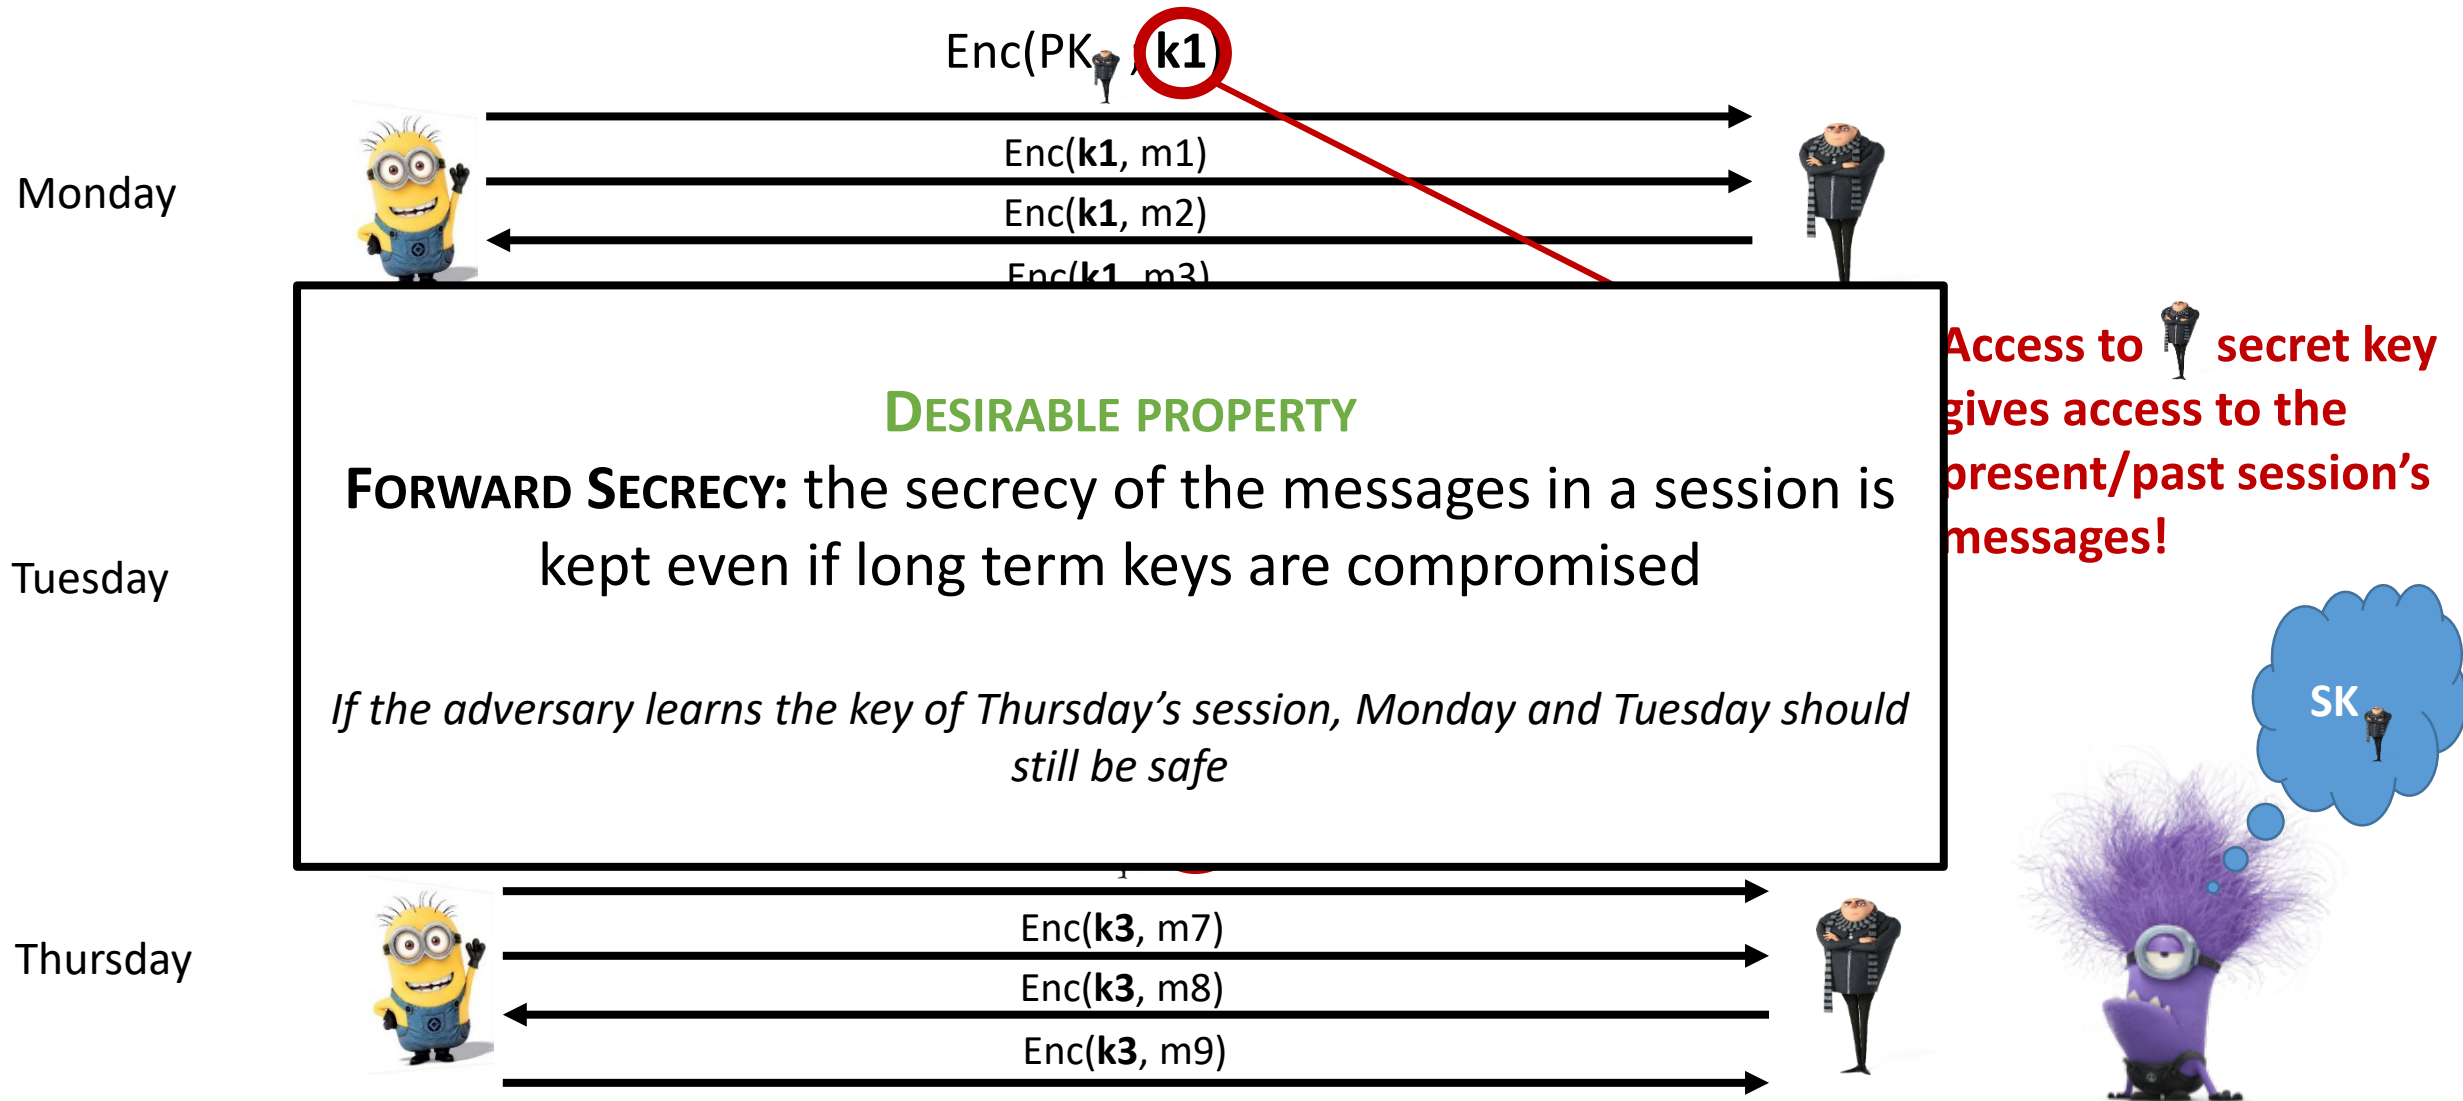 Enc(PK , k1)
Enc(k1, m1)
Monday
Enc(k1, m2)
Enc(k1, m3)
Access to secret key
gives access to the
present/past session’s
messages!
DESIRABLE PROPERTY
FORWARD SECRECY: the secrecy of the messages in a session is
kept even if long term keys are compromised
Tuesday
If the adversary learns the key of Thursday’s session, Monday and Tuesday should
still be safe
SK
Enc(k3, m7)
Thursday
Enc(k3, m8)
Enc(k3, m9)